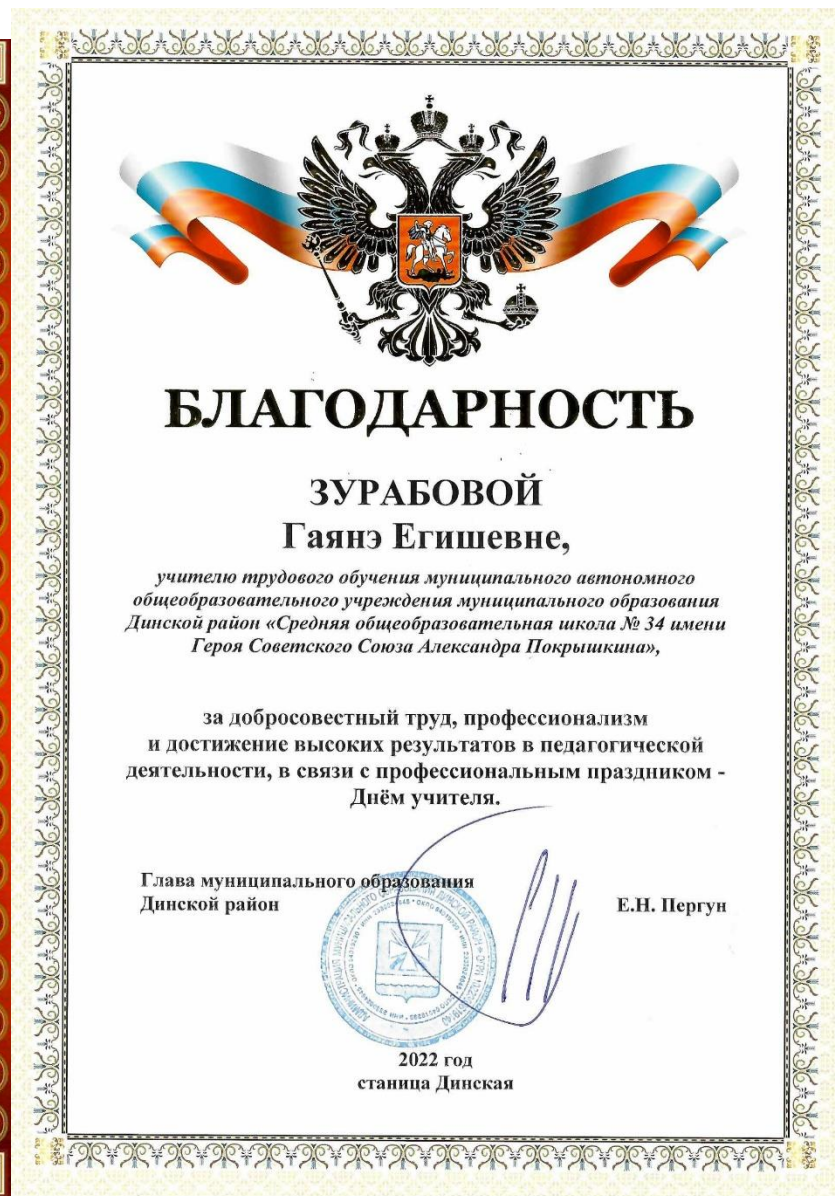 БЛАГОДАРНОСТЬ
ЗУРАБОВОЙ
Гаянэ Егишевне,
учителю трудового обучения муниципального автономного
общеобразовательного учреждения муниципального образования
Динской район «Средняя общеобразовательная школа № 34 имени
Героя Советского Союза Александра Покрышкина»,
за добросовестный труд, профессионализм
и достижение высоких результатов в педагогической
деятельности, в связи с профессиональным праздником -
Днём учителя.
Глава муниципального образования
Динской район
Е.Н. Пергун
2022 год
станица Динская